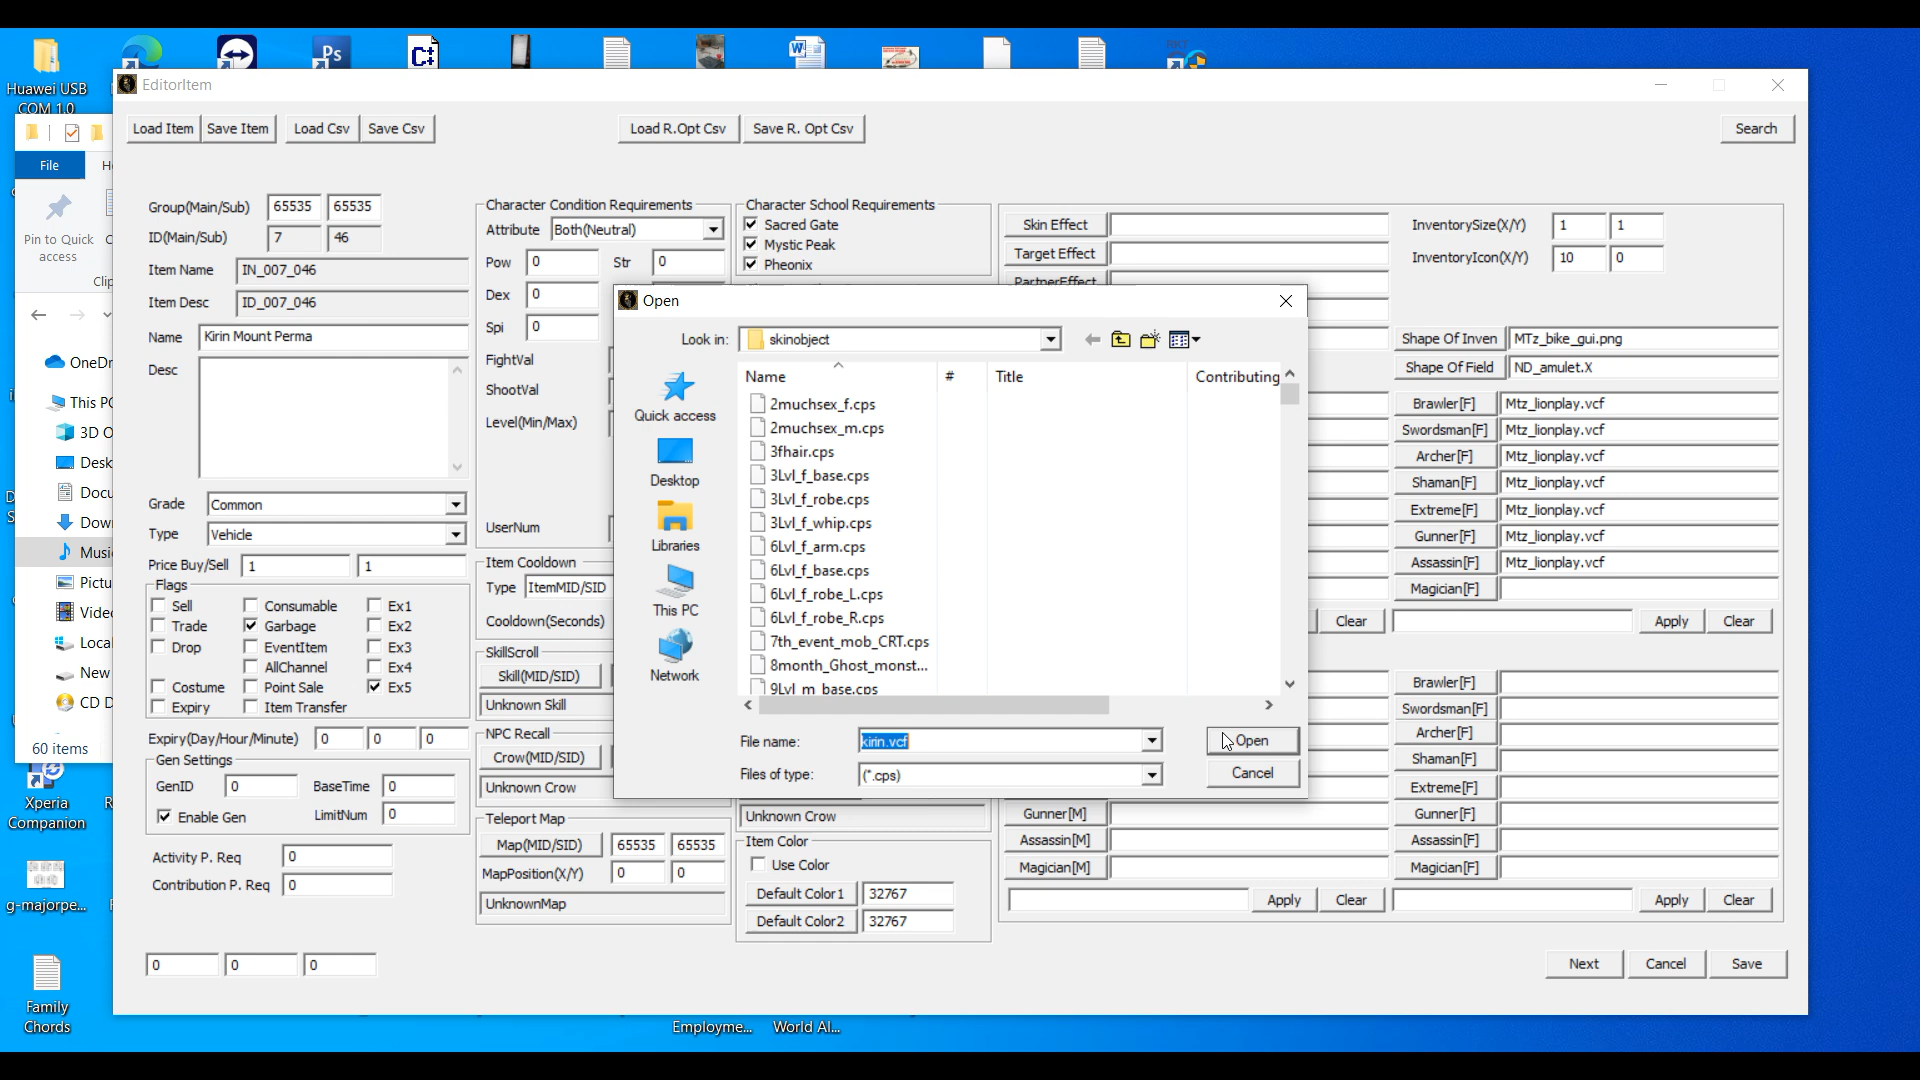 Huawei USB
COM 1.0
EditorItem
Load Item
Save Item
Load Csv
Save Csv
Load R.Opt Csv
Save R. Opt Csv
Search
File
Pin to Quick
access
OneDr
This PC
3D O
Desk
Docu
Dow
Musi
Pictu
Video
Local
New
CD D
60 items
Xperia
Companion
g-majorpe...
Family
Chords
Employme...
World Al...
Group(Main/Sub) 65535 65535
ID(Main/Sub) 7 46
Item Name IN_007_046
Item Desc ID_007_046
Name Kirin Mount Perma
Desc
Grade Common
Type Vehicle
Price Buy/Sell 1 1
Flags
Sell Consumable Ex1
Trade Garbage Ex2
Drop EventItem Ex3
AllChannel Ex4
Costume Point Sale Ex5
Expiry Item Transfer
Expiry(Day/Hour/Minute) 0 0 0
Gen Settings
GenID 0 BaseTime 0
Enable Gen LimitNum 0
Activity P. Req 0
Contribution P. Req 0
0 0 0
Character Condition Requirements
Attribute Both(Neutral)
Pow 0 Str 0
Dex 0
Spi 0
FightVal
ShootVal
Level(Min/Max)
UserNum
Item Cooldown
Type ItemMID/SID
Cooldown(Seconds)
SkillScroll
Skill(MID/SID)
Unknown Skill
NPC Recall
Crow(MID/SID)
Unknown Crow
Teleport Map
Map(MID/SID) 65535 65535
MapPosition(X/Y) 0 0
UnknownMap
Character School Requirements
Sacred Gate
Mystic Peak
Pheonix
Unknown Crow
Item Color
Use Color
Default Color1 32767
Default Color2 32767
Open
Look in: skinobject
Quick access
Desktop
Libraries
This PC
Network
Name # Title Contributing
2muchsex_f.cps
2muchsex_m.cps
3fhair.cps
3Lvl_f_base.cps
3Lvl_f_robe.cps
3Lvl_f_whip.cps
6Lvl_f_arm.cps
6Lvl_f_base.cps
6Lvl_f_robe_L.cps
6Lvl_f_robe_R.cps
7th_event_mob_CRT.cps
8month_Ghost_monst...
9Lvl_m_base.cps
File name: kirin.vcf
Open
Files of type: (*.cps)
Cancel
Skin Effect
Target Effect
PartnerEffect
InventorySize(X/Y) 1 1
InventoryIcon(X/Y) 10 0
Shape Of Inven MTz_bike_gui.png
Shape Of Field ND_amulet.X
Brawler[F] Mtz_lionplay.vcf
Swordsman[F] Mtz_lionplay.vcf
Archer[F] Mtz_lionplay.vcf
Shaman[F] Mtz_lionplay.vcf
Extreme[F] Mtz_lionplay.vcf
Gunner[F] Mtz_lionplay.vcf
Assassin[F] Mtz_lionplay.vcf
Magician[F]
Clear Apply Clear
Brawler[F]
Swordsman[F]
Archer[F]
Shaman[F]
Extreme[F]
Gunner[M] Gunner[F]
Assassin[M] Assassin[F]
Magician[M] Magician[F]
Apply Clear Apply Clear
Next Cancel Save